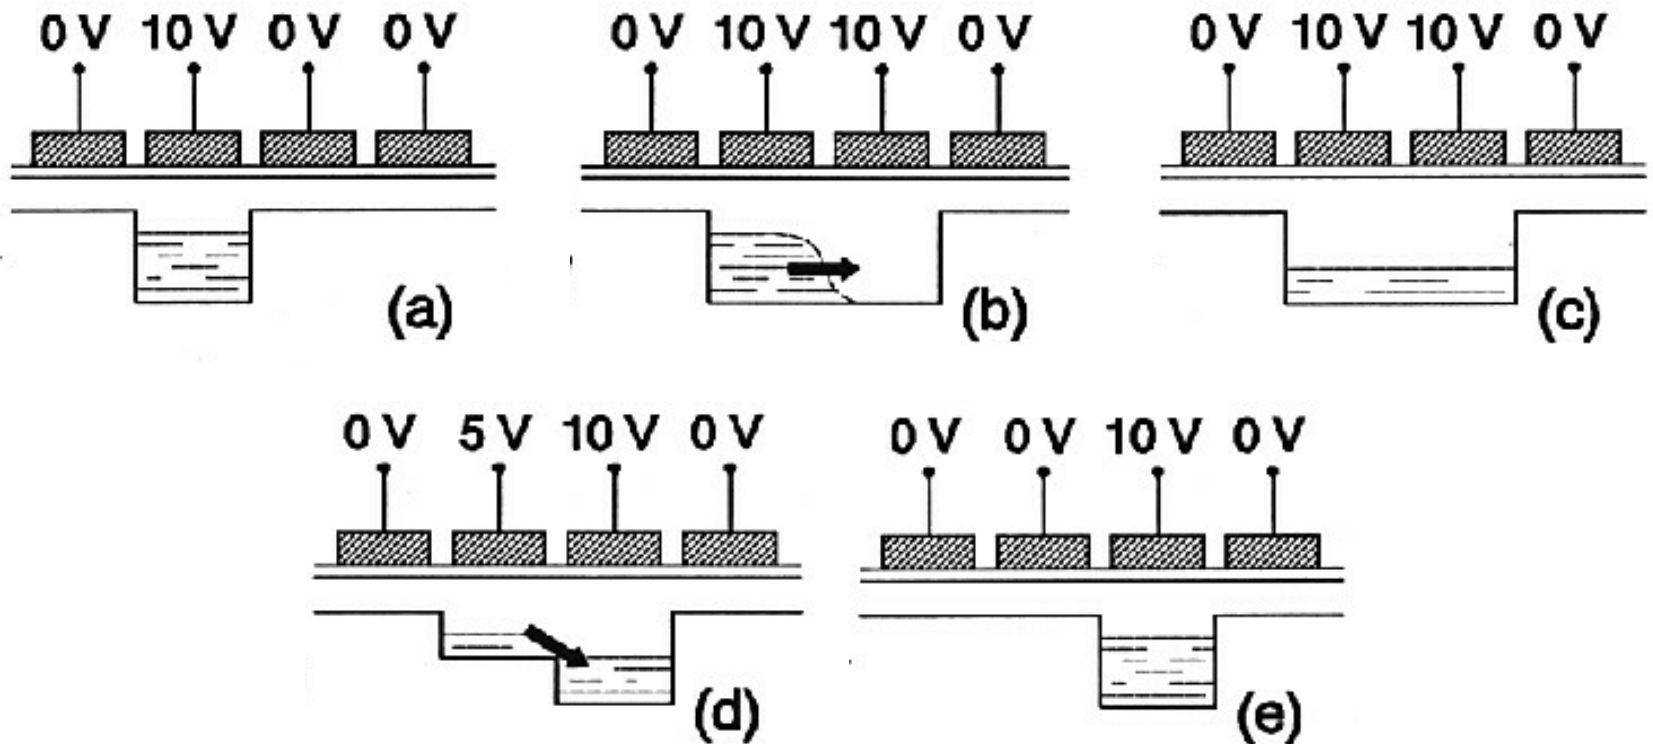 0 V 10 V 0 V 0 V
(a)
0 V 10 V 10 V 0 V
(b)
0 V 10 V 10 V 0 V
(c)
0 V 5 V 10 V 0 V
(d)
0 V 0 V 10 V 0 V
(e)